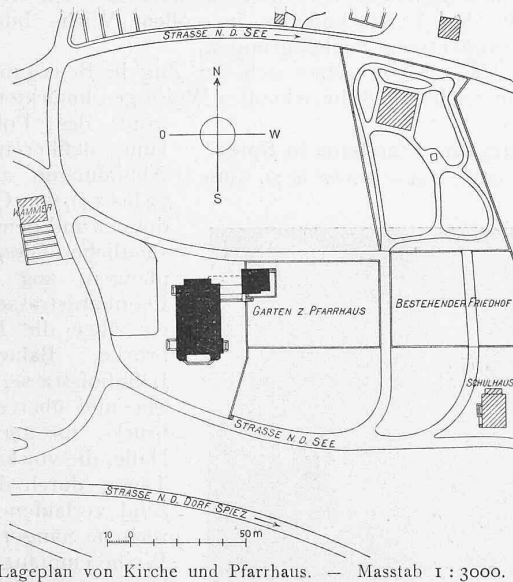 STRASSE N. D. SEE
N
O W
S
KAMMER
GARTEN Z. PFARRHAUS
BESTEHENDER FRIEDHOF
SCHULHAUS
STRASSE N. D. SEE
STRASSE N. D. DORF SPIEZ
10 0 50 m
Lageplan von Kirche und Pfarrhaus. — Masstab 1 : 3000.